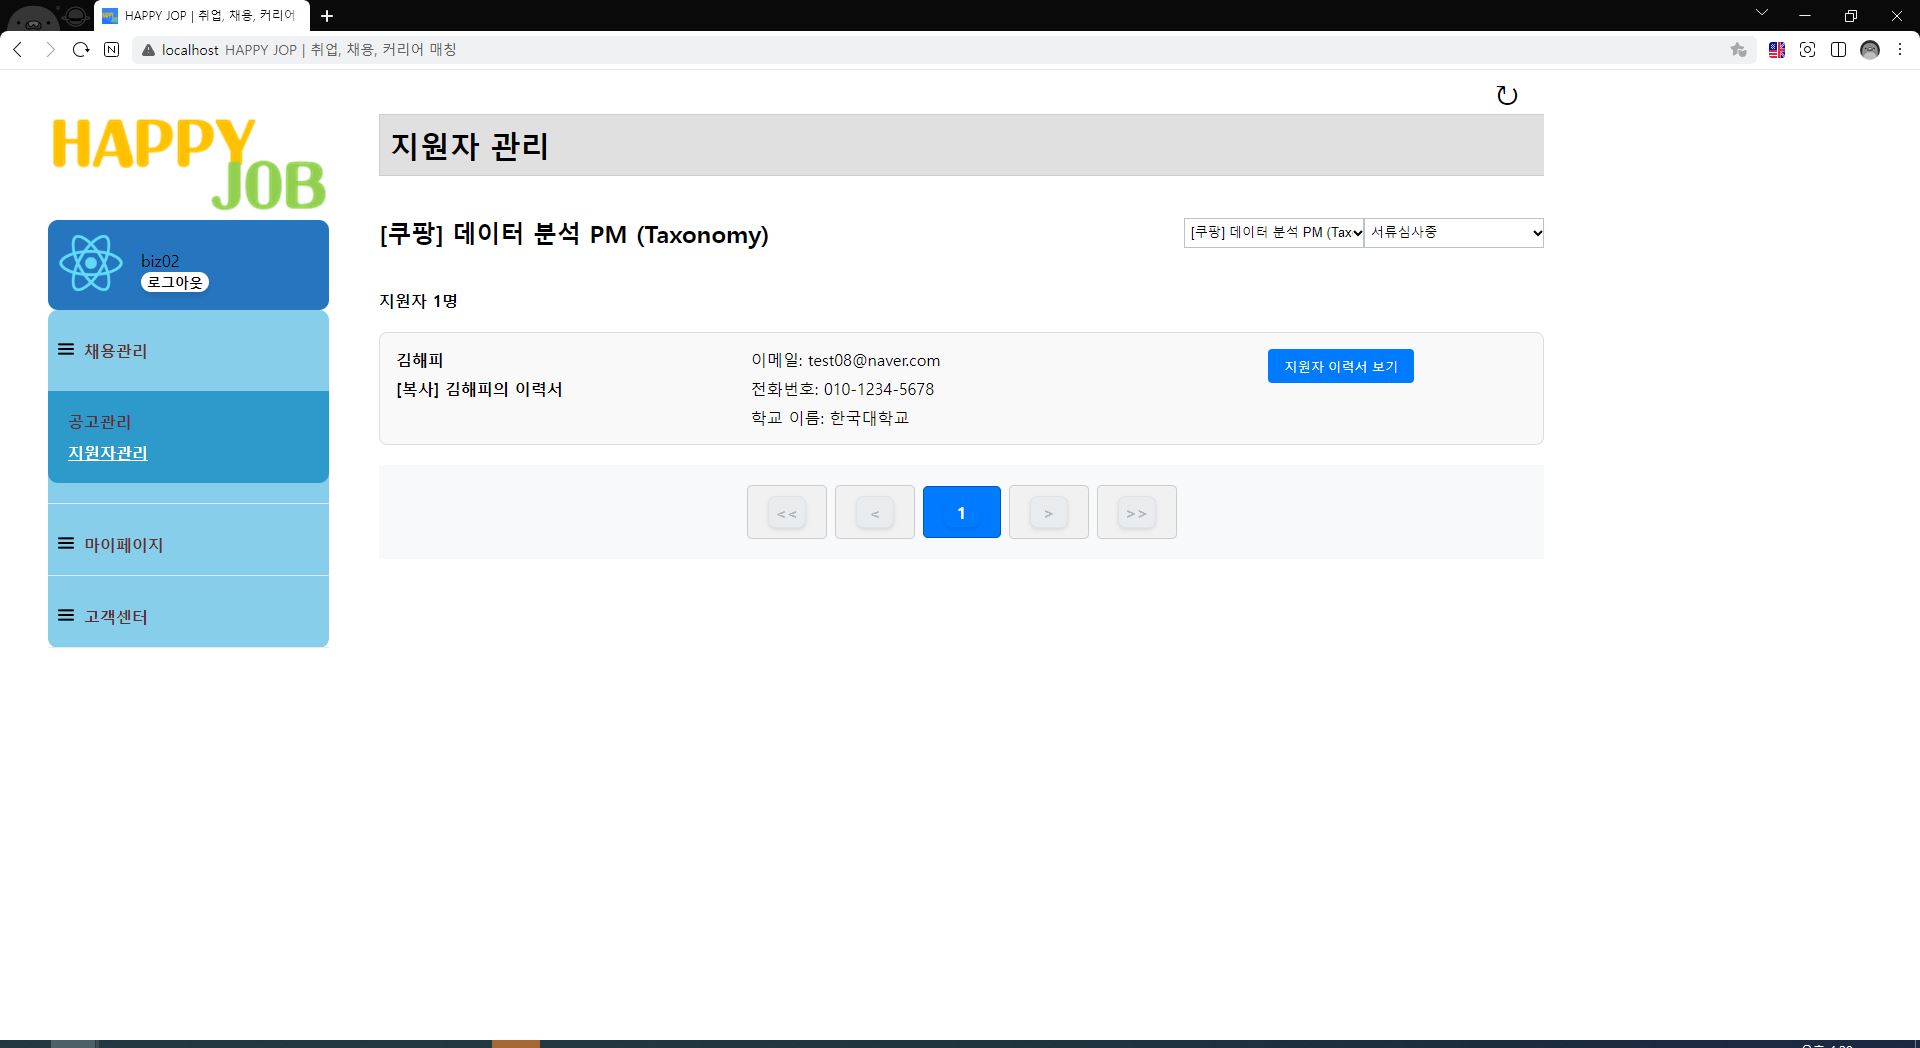 HAPPY JOP | 취업, 채용, 커리어
localhost HAPPY JOP | 취업, 채용, 커리어 매칭
HAPPY
JOB
biz02
로그아웃
채용관리
공고관리
지원자관리
마이페이지
고객센터
지원자 관리
[쿠팡] 데이터 분석 PM (Taxonomy)
[쿠팡] 데이터 분석 PM (Tax
서류심사중
지원자 1명
김해피
[복사] 김해피의 이력서
이메일: test08@naver.com
전화번호: 010-1234-5678
학교 이름: 한국대학교
지원자 이력서 보기
<< < 1 > >>